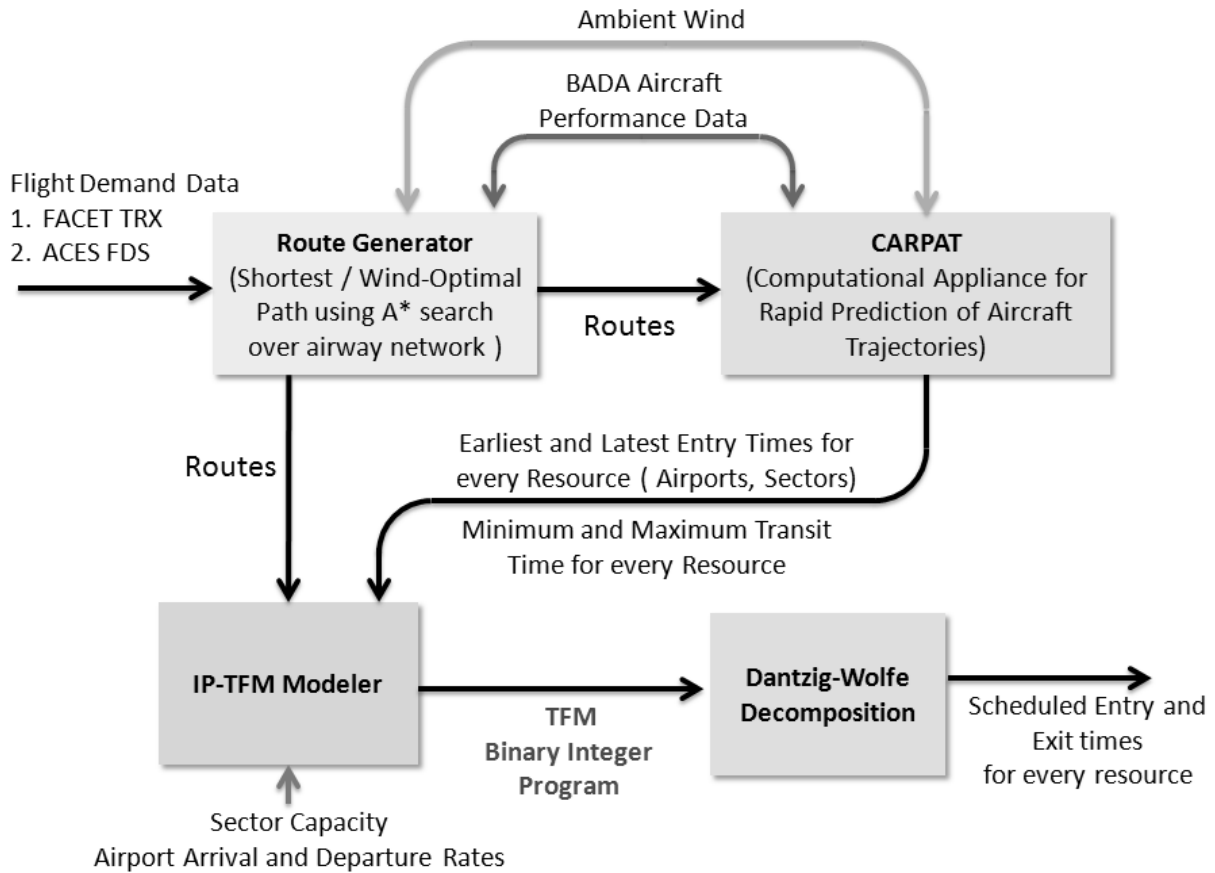 Ambient Wind
BADA Aircraft
Performance Data
Flight Demand Data
1. FACET TRX
2. ACES FDS
Route Generator
(Shortest / Wind-Optimal
Path using A* search
over airway network )
Routes
CARPAT
(Computational Appliance for
Rapid Prediction of Aircraft
Trajectories)
Routes
Earliest and Latest Entry Times for
every Resource ( Airports, Sectors)
Minimum and Maximum Transit
Time for every Resource
IP-TFM Modeler
TFM
Binary Integer
Program
Dantzig-Wolfe
Decomposition
Scheduled Entry and
Exit times
for every resource
Sector Capacity
Airport Arrival and Departure Rates